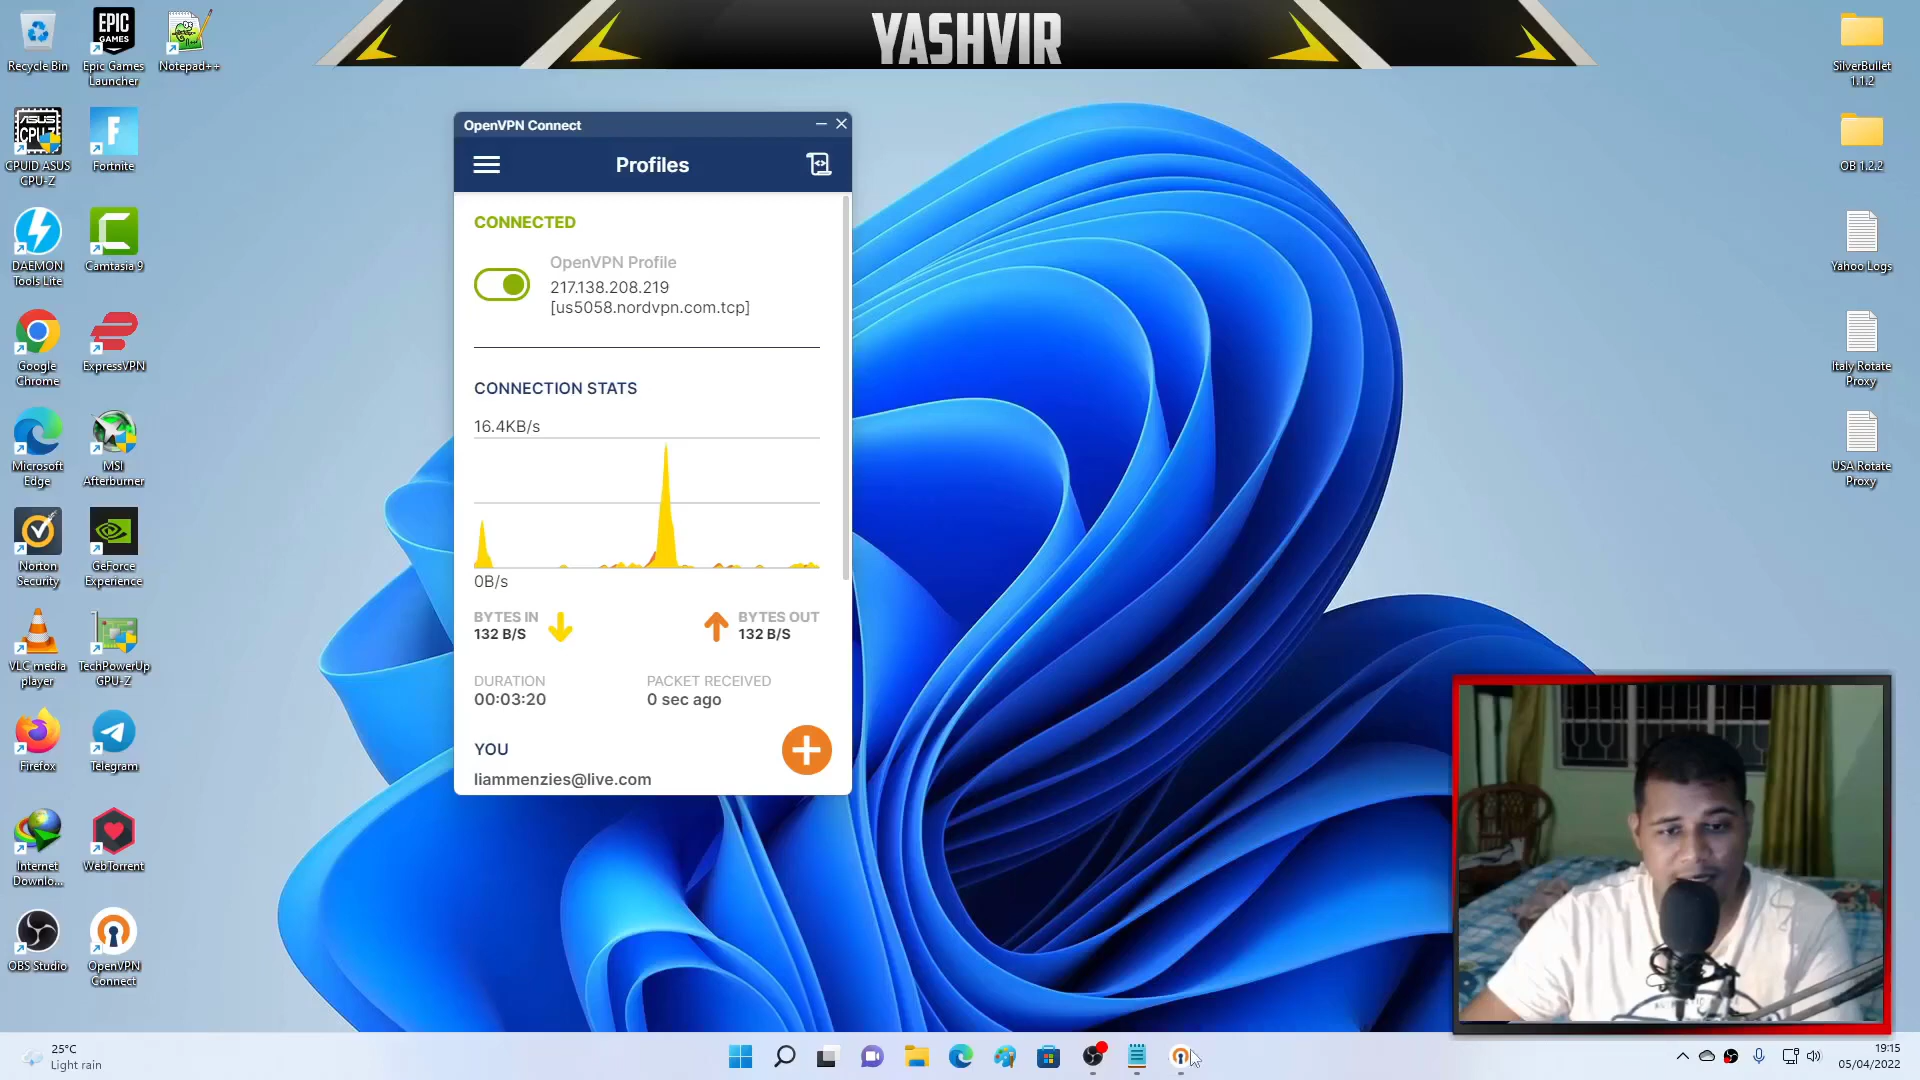 YASHVIR
Recycle Bin
EPIC
GAMES
Epic Games
Launcher
Notepad++
ASUS
CPU-Z
CPUID ASUS
CPU-Z
Fortnite
DAEMON
Tools Lite
Camtasia 9
Google
Chrome
ExpressVPN
Microsoft
Edge
MSI
Afterburner
Norton
Security
GeForce
Experience
VLC media
player
TechPowerUp
GPU-Z
Firefox
Telegram
Internet
Downlo...
WebTorrent
OBS Studio
OpenVPN
Connect
OpenVPN Connect
Profiles
CONNECTED
OpenVPN Profile
217.138.208.219
[us5058.nordvpn.com.tcp]
CONNECTION STATS
16.4KB/s
0B/s
BYTES IN
132 B/S
BYTES OUT
132 B/S
DURATION
00:03:20
PACKET RECEIVED
0 sec ago
YOU
liammenzies@live.com
SilverBullet
1.1.2
OB 1.2.2
Yahoo Logs
Italy Rotate
Proxy
USA Rotate
Proxy
25°C
Light rain
19:15
05/04/2022